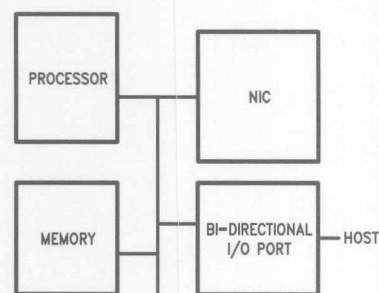 PROCESSOR
NIC
MEMORY
BI-DIRECTIONAL
I/O PORT
HOST